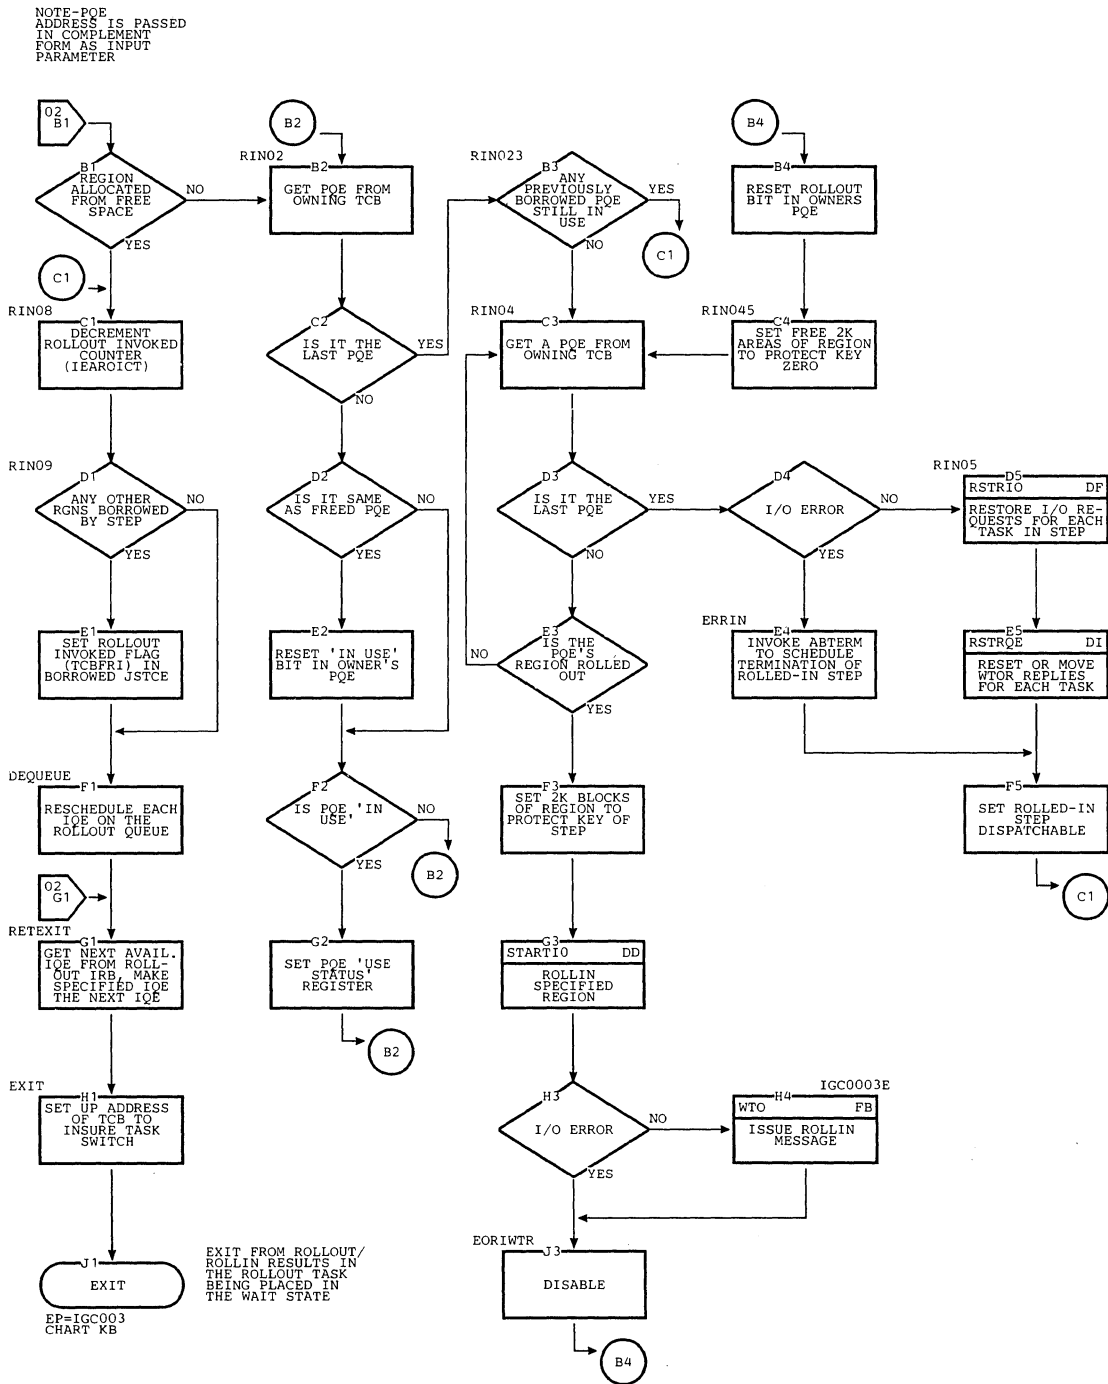 NOTE-PQE
ADDRESS IS PASSED
IN COMPLEMENT
FORM AS INPUT
PARAMETER
02
B1
B1
REGION
ALLOCATED
FROM FREE
SPACE
NO
YES
C1
RIN08
C1
DECREMENT
ROLLOUT INVOKED
COUNTER
(IEAROICT)
RIN09
D1
ANY OTHER
RGNS BORROWED
BY STEP
NO
YES
E1
SET ROLLOUT
INVOKED FLAG
(TCBFRI) IN
BORROWED JSTCE
DEQUEUE
F1
RESCHEDULE EACH
IQE ON THE
ROLLOUT QUEUE
02
G1
RETEXIT
G1
GET NEXT AVAIL.
IQE FROM ROLL-
OUT IRB, MAKE
SPECIFIED IQE
THE NEXT IQE
EXIT
H1
SET UP ADDRESS
OF TCB TO
INSURE TASK
SWITCH
J1
EXIT
EP=IGC003
CHART KB
EXIT FROM ROLLOUT/
ROLLIN RESULTS IN
THE ROLLOUT TASK
BEING PLACED IN
THE WAIT STATE
B2
RIN02
B2
GET PQE FROM
OWNING TCB
C2
IS IT THE
LAST PQE
YES
NO
D2
IS IT SAME
AS FREED PQE
NO
YES
E2
RESET 'IN USE'
BIT IN OWNER'S
PQE
F2
IS PQE 'IN
USE'
NO
YES
B2
G2
SET PQE 'USE
STATUS'
REGISTER
B2
RIN023
B3
ANY
PREVIOUSLY
BORROWED PQE
STILL IN
USE
YES
NO
C1
RIN04
C3
GET A PQE FROM
OWNING TCB
D3
IS IT THE
LAST PQE
YES
NO
E3
IS THE
PQE'S
REGION ROLLED
OUT
NO
YES
F3
SET 2K BLOCKS
OF REGION TO
PROTECT KEY OF
STEP
G3
STARTIO DD
ROLLIN
SPECIFIED
REGION
H3
I/O ERROR
NO
YES
IGC0003E
H4
WTO FB
ISSUE ROLLIN
MESSAGE
EORIWTR
J3
DISABLE
B4
B4
B4
RESET ROLLOUT
BIT IN OWNERS
PQE
RIN045
C4
SET FREE 2K
AREAS OF REGION
TO PROTECT KEY
ZERO
D4
I/O ERROR
NO
YES
ERRIN
E4
INVOKE ABTERM
TO SCHEDULE
TERMINATION OF
ROLLED-IN STEP
RIN05
D5
RSTRIO DF
RESTORE I/O RE-
QUESTS FOR EACH
TASK IN STEP
E5
RSTRQE DI
RESET OR MOVE
WTOR REPLIES
FOR EACH TASK
F5
SET ROLLED-IN
STEP
DISPATCHABLE
C1